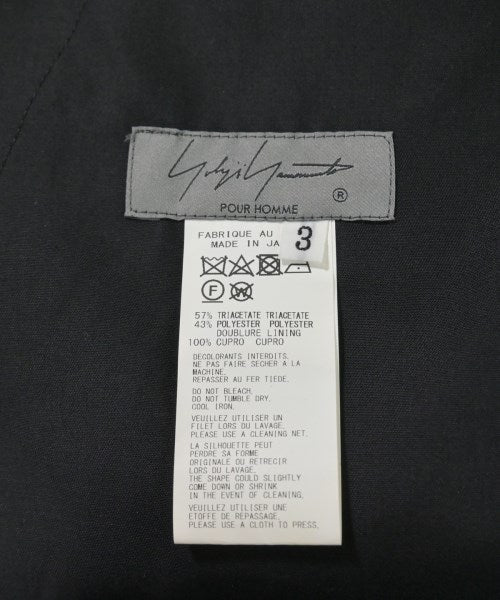 Yohji Yamamoto
®
POUR HOMME
FABRIQUE AU
MADE IN JA
3
F
W
57% TRIACETATE TRIACETATE
43% POLYESTER POLYESTER
DOUBLURE LINING
100% CUPRO CUPRO
DECOLORANTS INTERDITS.
NE PAS FAIRE SECHER A LA
MACHINE.
REPASSER AU FER TIEDE.
DO NOT BLEACH.
DO NOT TUMBLE DRY.
COOL IRON.
VEUILLEZ UTILISER UN
FILET LORS DU LAVAGE.
PLEASE USE A CLEANING NET.
LA SILHOUETTE PEUT
PERDRE SA FORME
ORIGINALE OU RETRECIR
LORS DU LAVAGE.
THE SHAPE COULD SLIGHTLY
COME DOWN OR SHRINK
IN THE EVENT OF CLEANING.
VEUILLEZ UTILISER UNE
ETOFFE DE REPASSAGE.
PLEASE USE A CLOTH TO PRESS.